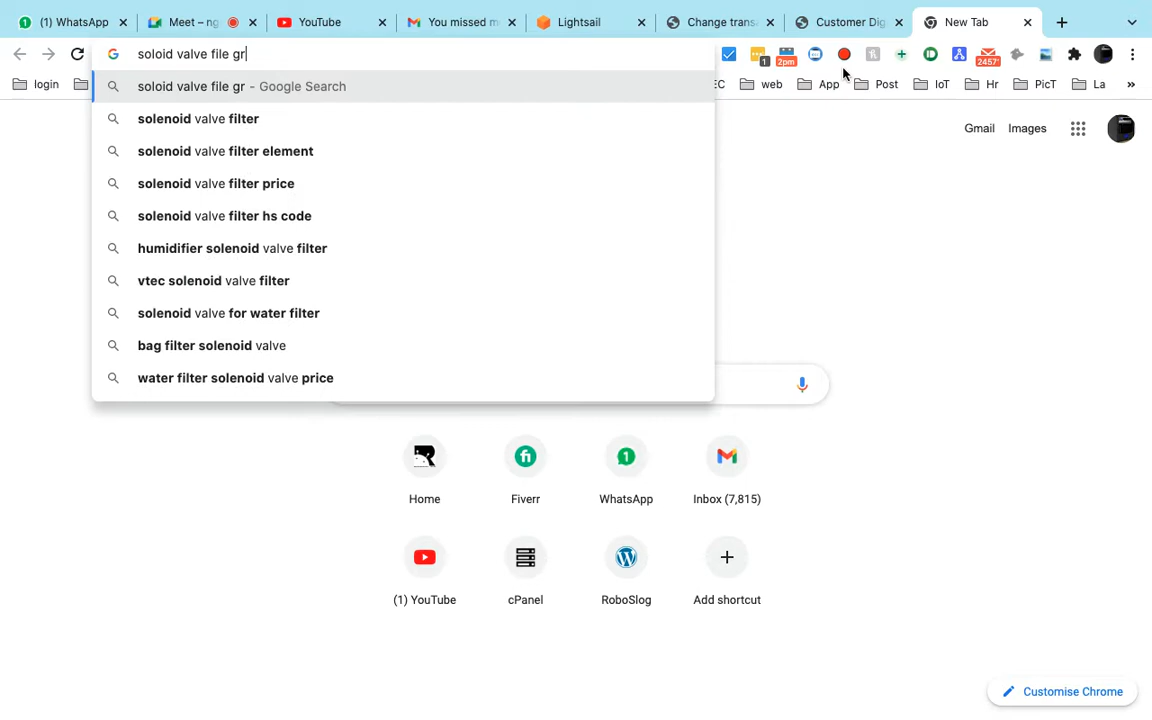 (1) WhatsApp
Meet – ng
YouTube
You missed m
Lightsail
Change trans
Customer Dig
New Tab
soloid valve file gr
1
2pm
2457'
login
EC
web
App
Post
IoT
Hr
PicT
La
»
soloid valve file gr - Google Search
solenoid valve filter
solenoid valve filter element
solenoid valve filter price
solenoid valve filter hs code
humidifier solenoid valve filter
vtec solenoid valve filter
solenoid valve for water filter
bag filter solenoid valve
water filter solenoid valve price
Gmail Images
Home
Fiverr
WhatsApp
Inbox (7,815)
(1) YouTube
cPanel
RoboSlog
Add shortcut
Customise Chrome